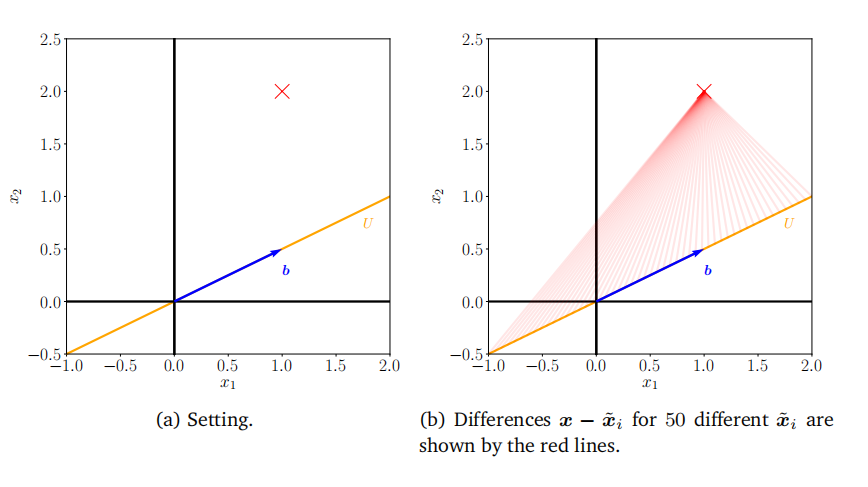 2.5
2.0
1.5
1.0
0.5
0.0
−0.5
x₂
U
b
−1.0 −0.5 0.0 0.5 1.0 1.5 2.0
x₁
(a) Setting.
2.5
2.0
1.5
1.0
0.5
0.0
−0.5
x₂
U
b
−1.0 −0.5 0.0 0.5 1.0 1.5 2.0
x₁
(b) Differences x − x̃ᵢ for 50 different x̃ᵢ are
shown by the red lines.